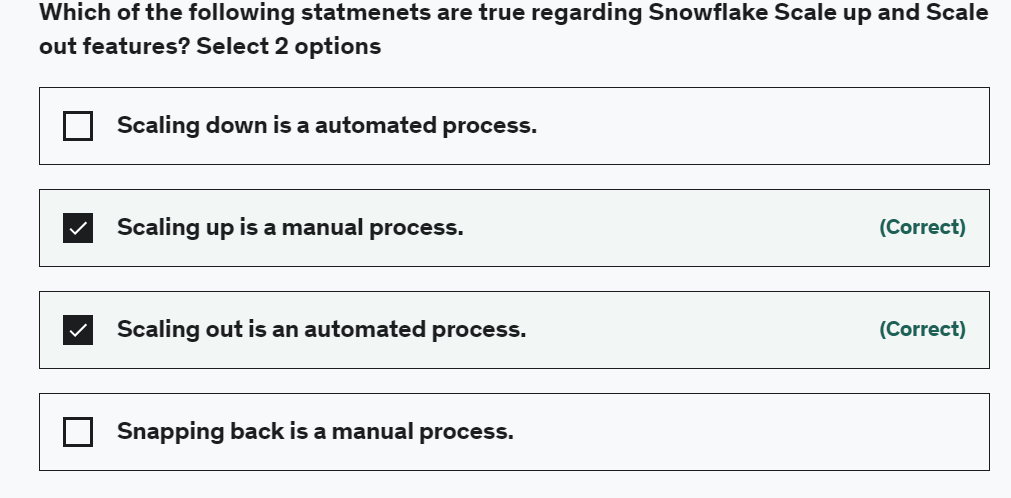 Which of the following statmenets are true regarding Snowflake Scale up and Scale
out features? Select 2 options
Scaling down is a automated process.
Scaling up is a manual process.
(Correct)
Scaling out is an automated process.
(Correct)
Snapping back is a manual process.